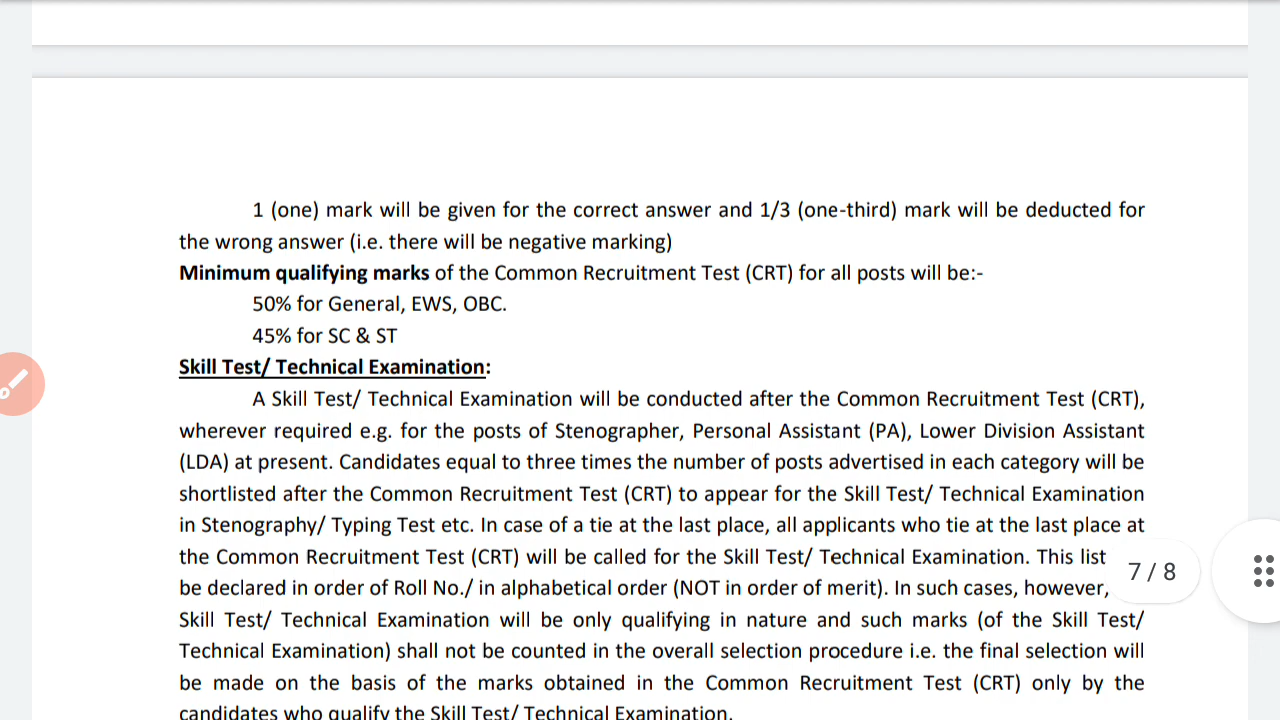 1 (one) mark will be given for the correct answer and 1/3 (one-third) mark will be deducted for
the wrong answer (i.e. there will be negative marking)
Minimum qualifying marks of the Common Recruitment Test (CRT) for all posts will be:-
50% for General, EWS, OBC.
45% for SC & ST
Skill Test/ Technical Examination:
A Skill Test/ Technical Examination will be conducted after the Common Recruitment Test (CRT),
wherever required e.g. for the posts of Stenographer, Personal Assistant (PA), Lower Division Assistant
(LDA) at present. Candidates equal to three times the number of posts advertised in each category will be
shortlisted after the Common Recruitment Test (CRT) to appear for the Skill Test/ Technical Examination
in Stenography/ Typing Test etc. In case of a tie at the last place, all applicants who tie at the last place at
the Common Recruitment Test (CRT) will be called for the Skill Test/ Technical Examination. This list
7 / 8
be declared in order of Roll No./ in alphabetical order (NOT in order of merit). In such cases, however,
Skill Test/ Technical Examination will be only qualifying in nature and such marks (of the Skill Test/
Technical Examination) shall not be counted in the overall selection procedure i.e. the final selection will
be made on the basis of the marks obtained in the Common Recruitment Test (CRT) only by the
candidates who qualify the Skill Test/ Technical Examination.